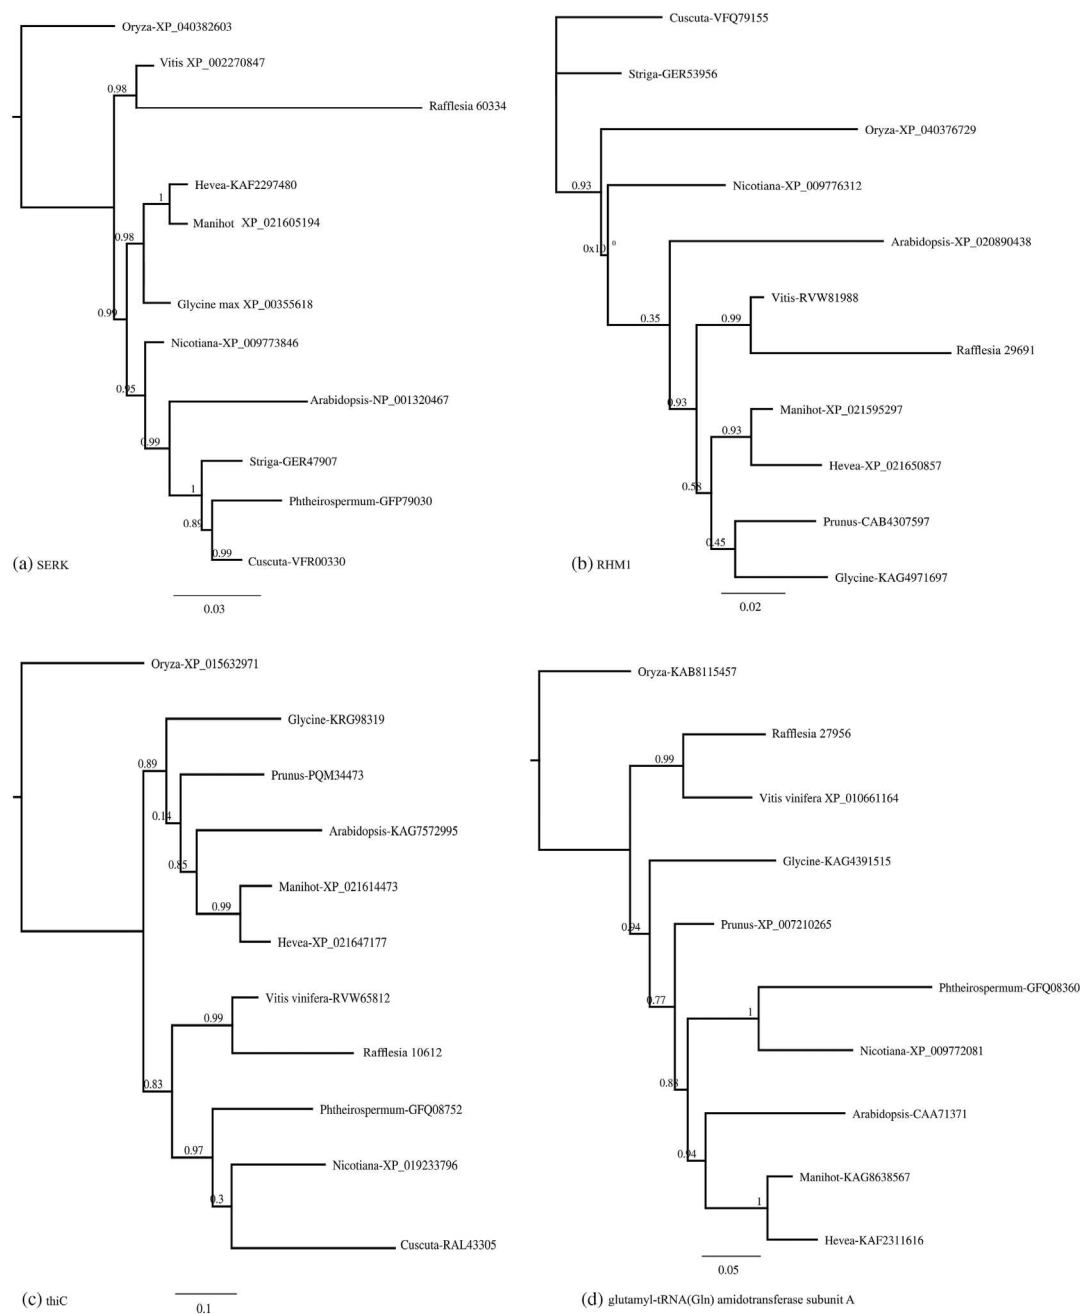 Oryza-XP_040382603
Vitis XP_002270847
0.98
Rafflesia 60334
Hevea-KAF2297480
1
Manihot XP_021605194
0.98
Glycine max XP_00355618
0.99
Nicotiana-XP_009773846
0.95
Arabidopsis-NP_001320467
0.99
Striga-GER47907
1
Phtheirospermum-GFP79030
0.89
0.99
Cuscuta-VFR00330
(a) SERK
0.03
Cuscuta-VFQ79155
Striga-GER53956
Oryza-XP_040376729
0.93
Nicotiana-XP_009776312
0x10⁰
Arabidopsis-XP_020890438
Vitis-RVW81988
0.35
0.99
Rafflesia 29691
0.93
Manihot-XP_021595297
0.93
Hevea-XP_021650857
0.58
Prunus-CAB4307597
0.45
Glycine-KAG4971697
(b) RHM1
0.02
Oryza-XP_015632971
Glycine-KRG98319
0.89
Prunus-PQM34473
0.14
Arabidopsis-KAG7572995
0.85
Manihot-XP_021614473
0.99
Hevea-XP_021647177
Vitis vinifera-RVW65812
0.99
Rafflesia 10612
0.83
Phtheirospermum-GFQ08752
0.97
Nicotiana-XP_019233796
0.3
Cuscuta-RAL43305
(c) thiC
0.1
Oryza-KAB8115457
Rafflesia 27956
0.99
Vitis vinifera XP_010661164
Glycine-KAG4391515
0.94
Prunus-XP_007210265
Phtheirospermum-GFQ08360
0.77
1
Nicotiana-XP_009772081
0.88
Arabidopsis-CAA71371
0.94
Manihot-KAG8638567
1
Hevea-KAF2311616
0.05
(d) glutamyl-tRNA(Gln) amidotransferase subunit A